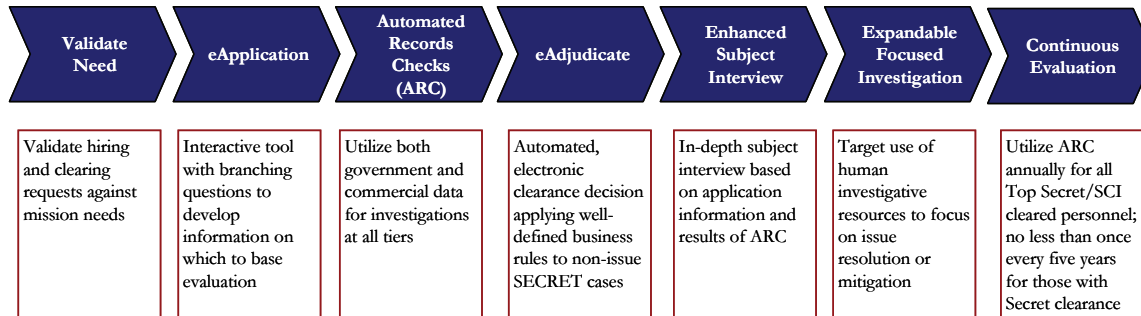 Validate
Need
eApplication
Automated
Records
Checks
(ARC)
eAdjudicate
Enhanced
Subject
Interview
Expandable
Focused
Investigation
Continuous
Evaluation
Validate hiring
and clearing
requests against
mission needs
Interactive tool
with branching
questions to
develop
information on
which to base
evaluation
Utilize both
government and
commercial data
for investigations
at all tiers
Automated,
electronic
clearance decision
applying well-
defined business
rules to non-issue
SECRET cases
In-depth subject
interview based
on application
information and
results of ARC
Target use of
human
investigative
resources to focus
on issue
resolution or
mitigation
Utilize ARC
annually for all
Top Secret/SCI
cleared personnel;
no less than once
every five years
for those with
Secret clearance